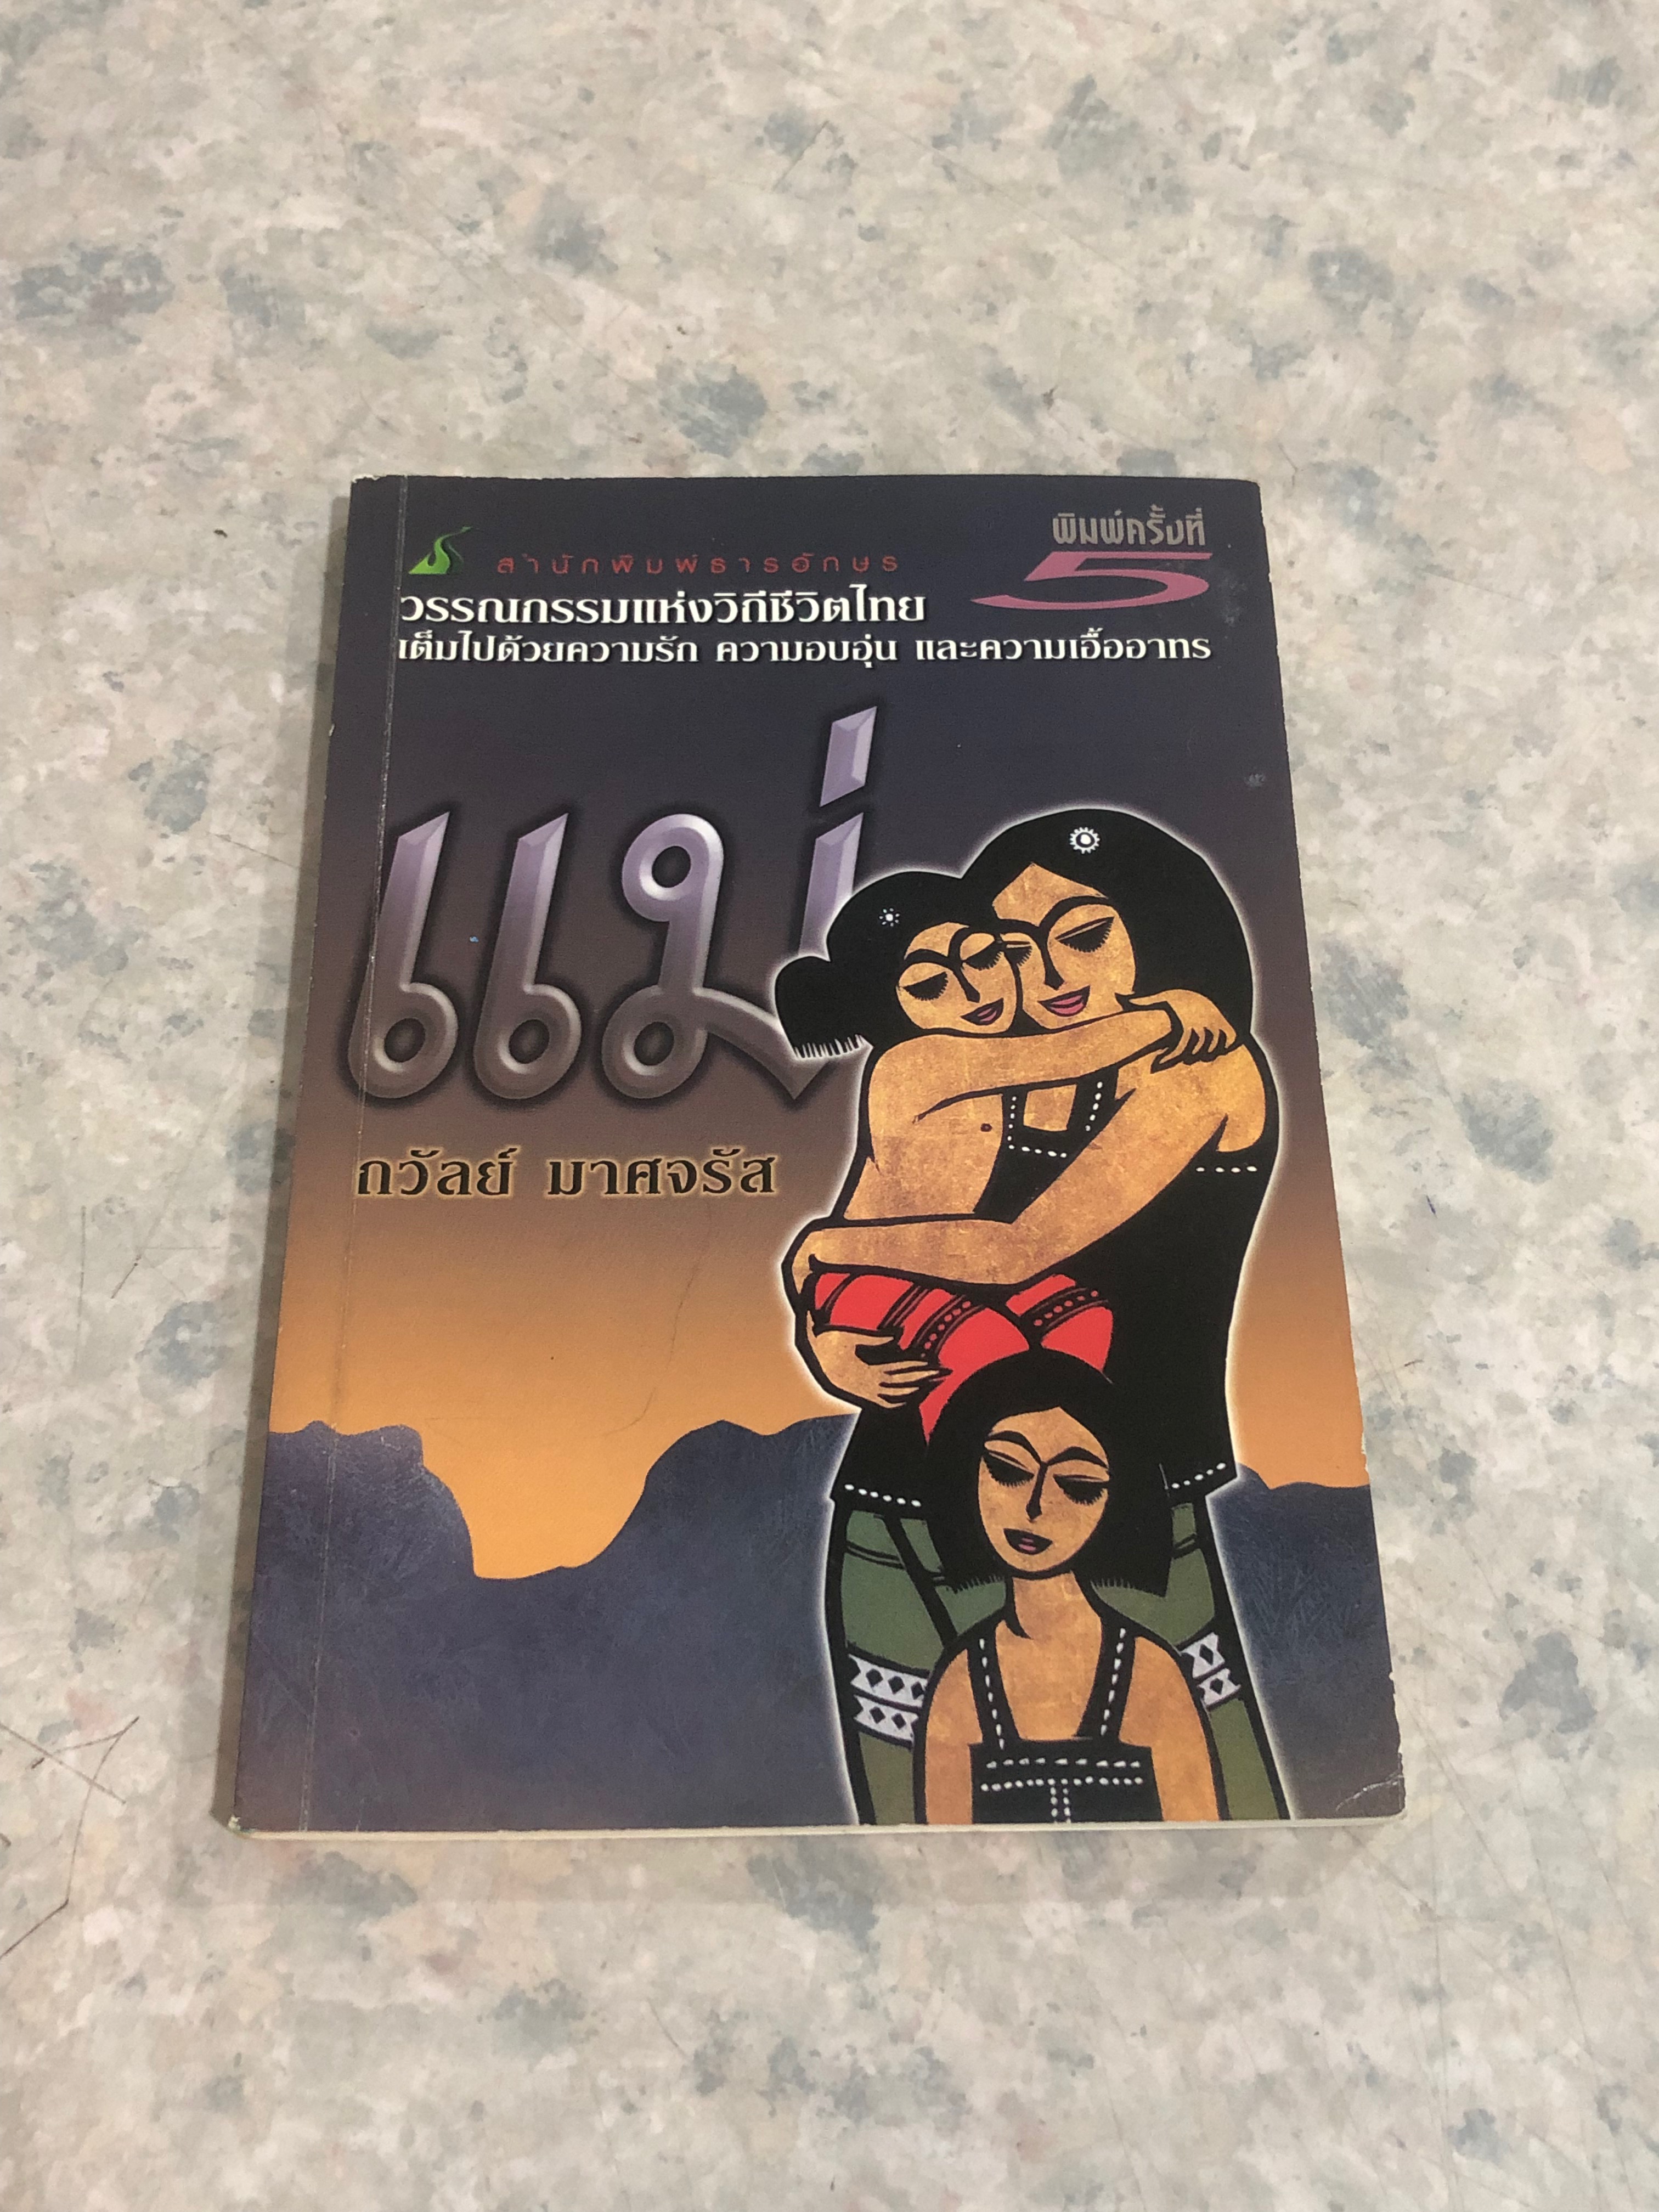 พิมพ์ครั้งที่
5
สำนักพิมพ์ธารอักษร
วรรณกรรมแห่งวิถีชีวิตไทย
เต็มไปด้วยความรัก ความอบอุ่น และความเอื้ออาทร
แม่
ถวัลย์ มาศจรัส